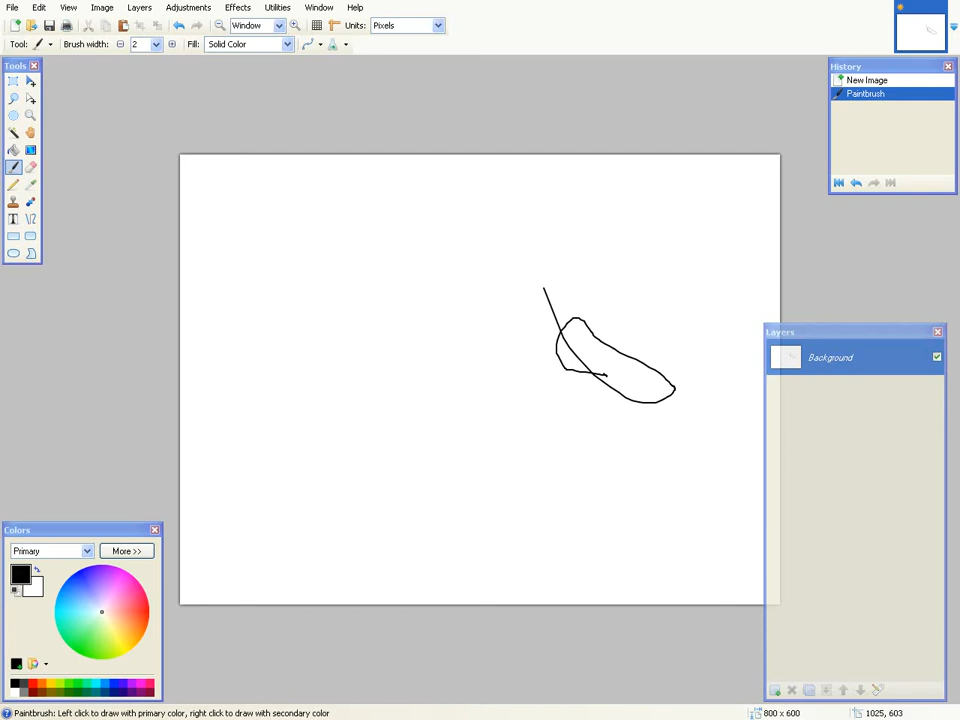 File Edit View Image Layers Adjustments Effects Utilities Window Help
Window Units: Pixels
Tool: Brush width: 2 Fill: Solid Color
Tools
History
New Image
Paintbrush
Layers
Background
Colors
Primary More >>
Paintbrush: Left click to draw with primary color, right click to draw with secondary color 800 x 600 1025, 603